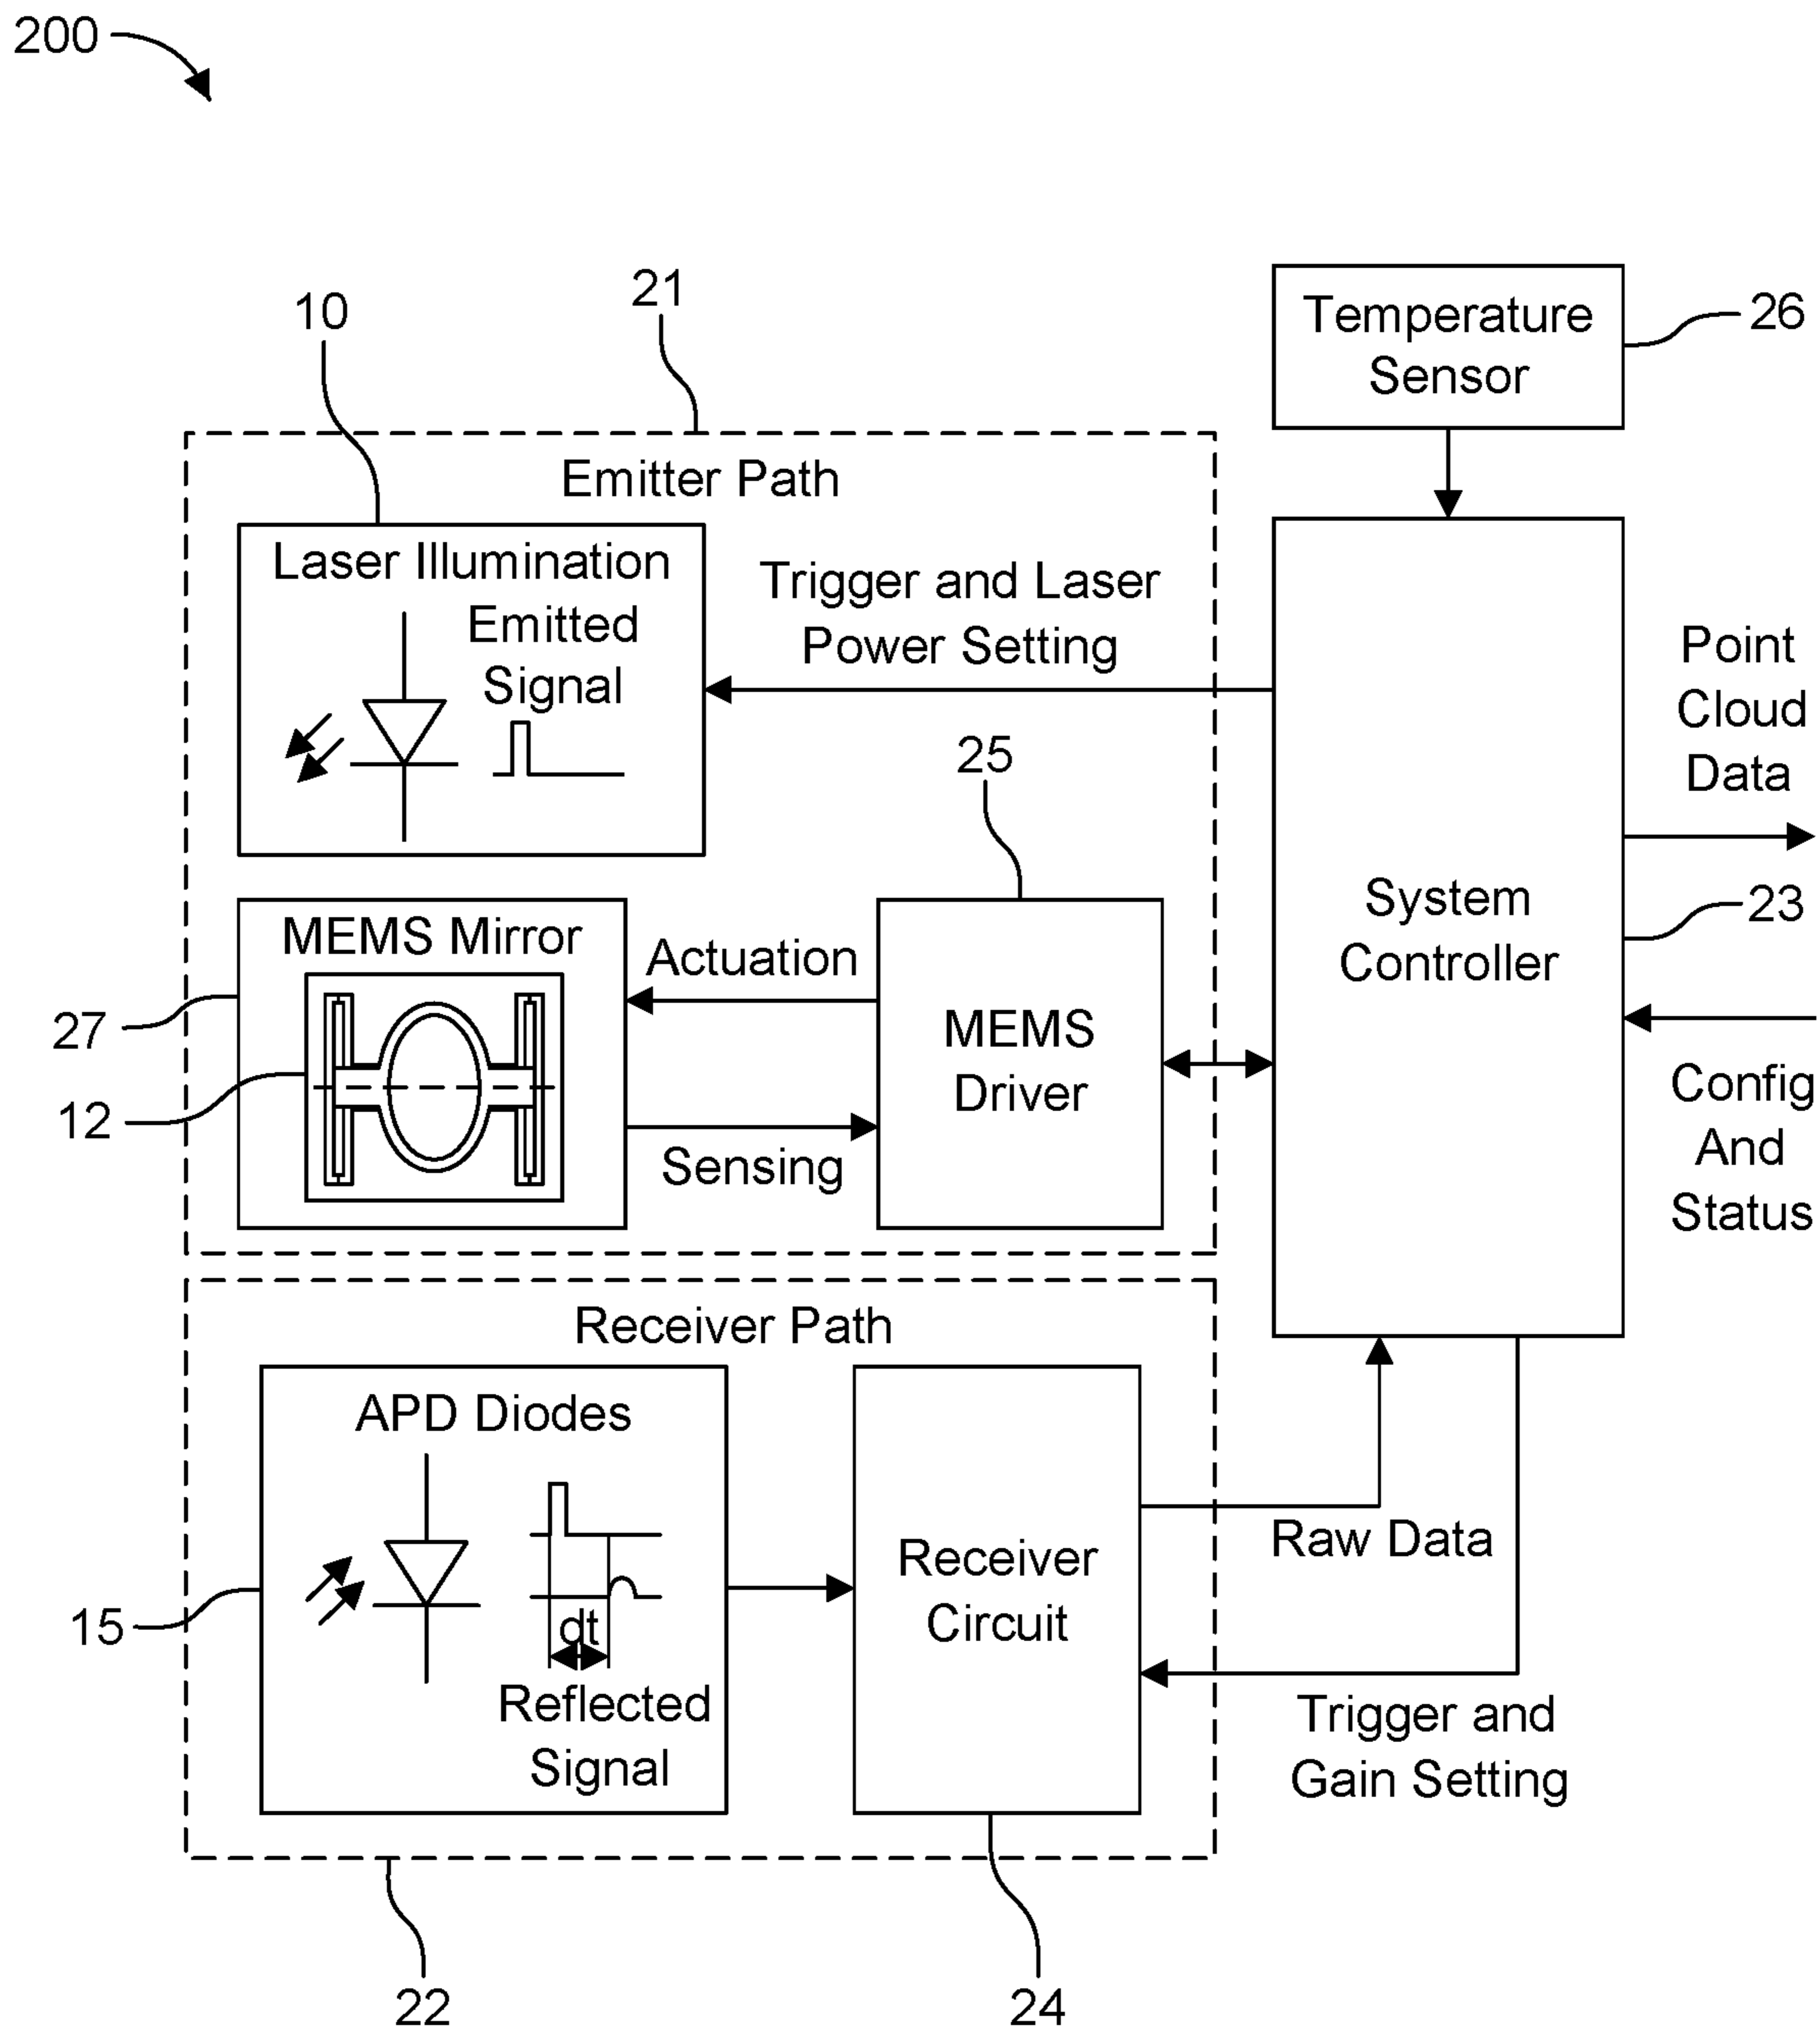 200
21
10
Temperature
Sensor
26
Emitter Path
Laser Illumination
Emitted
Signal
Trigger and Laser
Power Setting
Point
Cloud
Data
25
System
Controller
23
MEMS Mirror
Actuation
27
MEMS
Driver
12
Sensing
Config
And
Status
Receiver Path
APD Diodes
Raw Data
Receiver
Circuit
15
dt
Reflected
Signal
Trigger and
Gain Setting
22
24